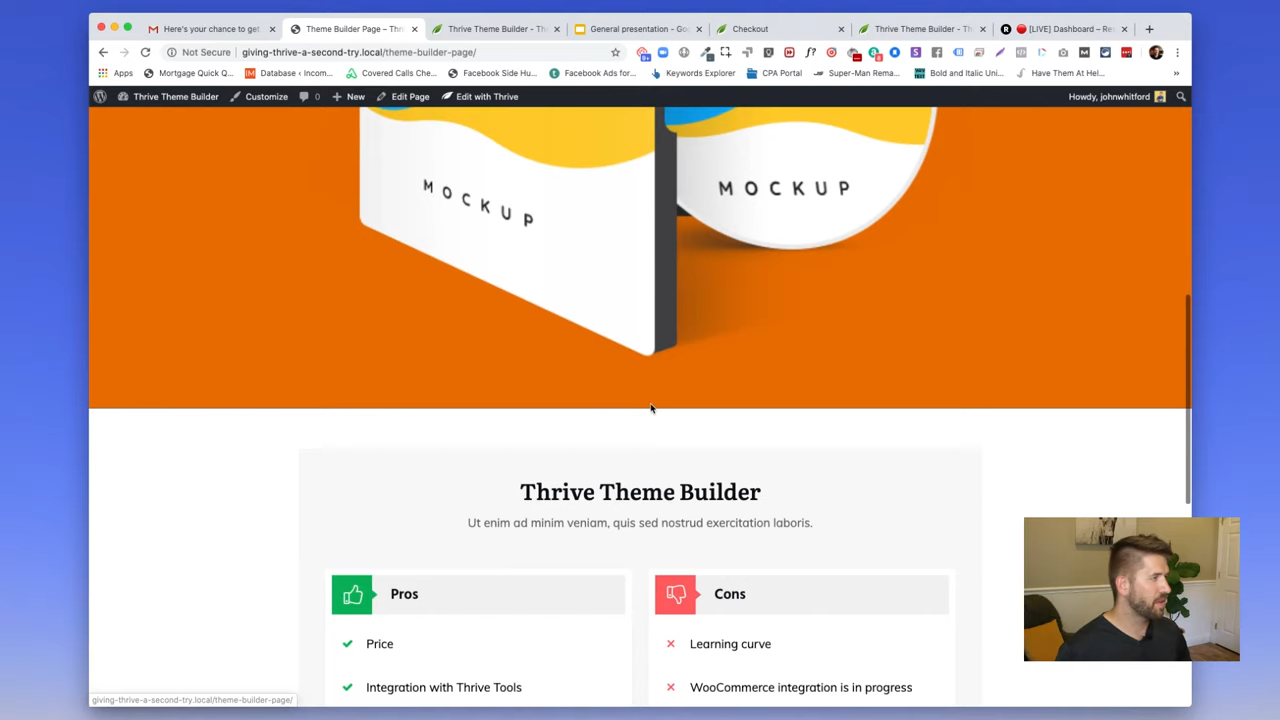 Here's your chance to get
Theme Builder Page – Thri
Thrive Theme Builder - Th
General presentation - Go
Checkout
Thrive Theme Builder - Th
[LIVE] Dashboard – Re
Not Secure
giving-thrive-a-second-try.local/theme-builder-page/
Apps
Mortgage Quick Q...
Database ‹ Incom...
Covered Calls Che...
Facebook Side Hu...
Facebook Ads for...
Keywords Explorer
CPA Portal
Super-Man Rema...
Bold and Italic Uni...
Have Them At Hel...
Thrive Theme Builder
Customize
0
New
Edit Page
Edit with Thrive
Howdy, johnwhitford
MOCKUP
MOCKUP
Thrive Theme Builder
Ut enim ad minim veniam, quis sed nostrud exercitation laboris.
Pros
Cons
Price
Learning curve
Integration with Thrive Tools
WooCommerce integration is in progress
giving-thrive-a-second-try.local/theme-builder-page/